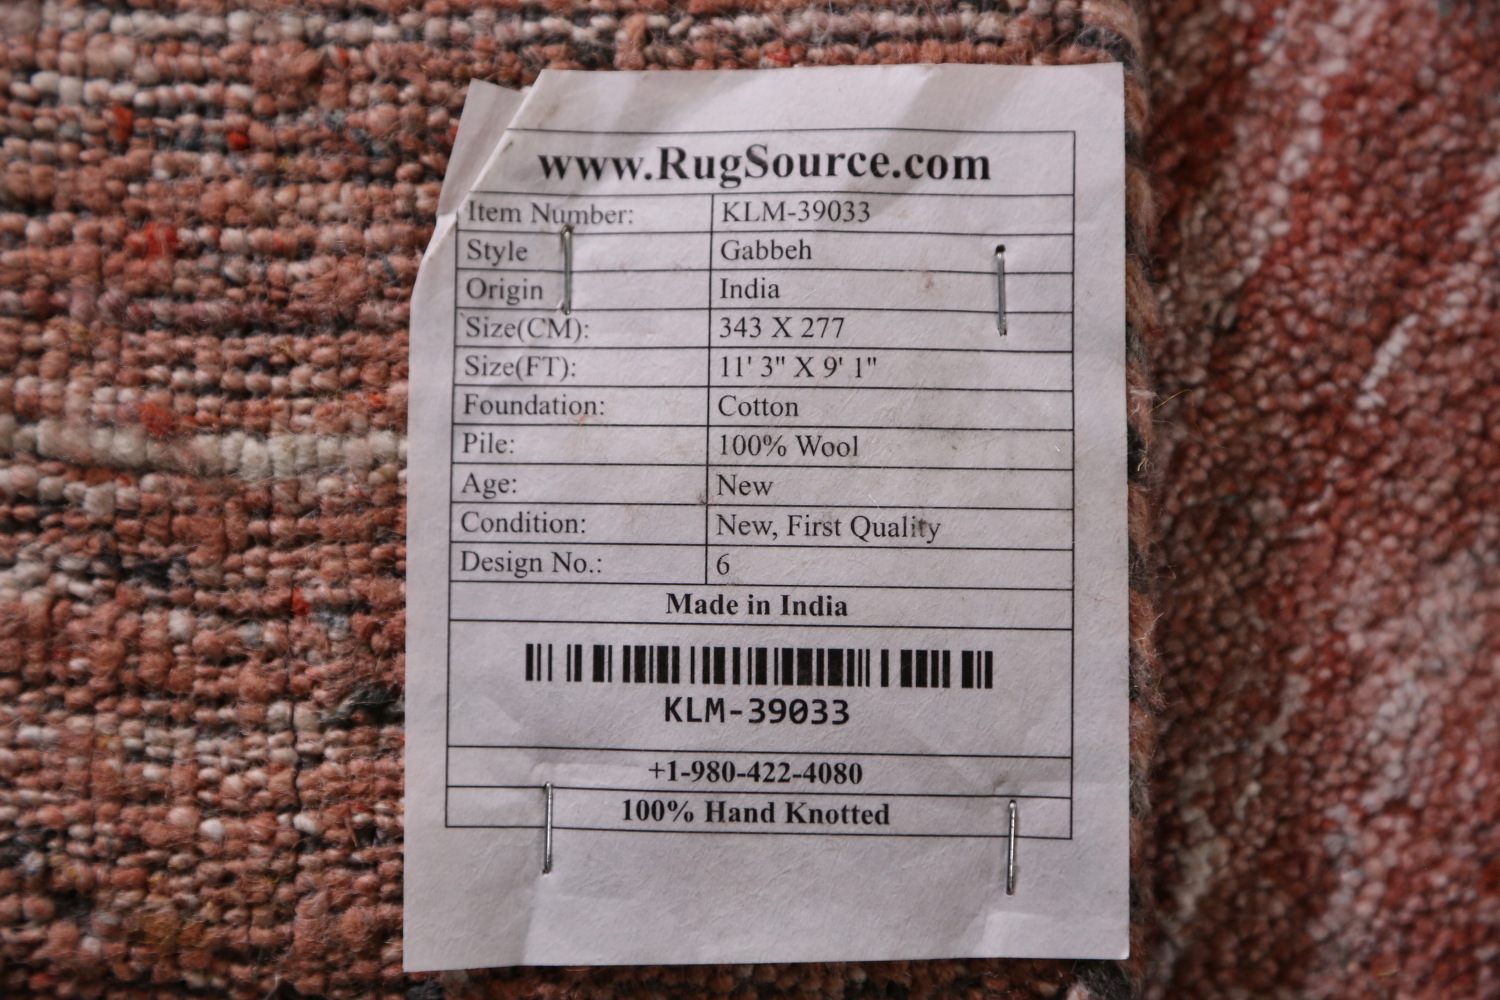 www.RugSource.com
Item Number: KLM-39033
Style Gabbeh
Origin India
Size(CM): 343 X 277
Size(FT): 11' 3" X 9' 1"
Foundation: Cotton
Pile: 100% Wool
Age: New
Condition: New, First Quality
Design No.: 6
Made in India
KLM-39033
+1-980-422-4080
100% Hand Knotted